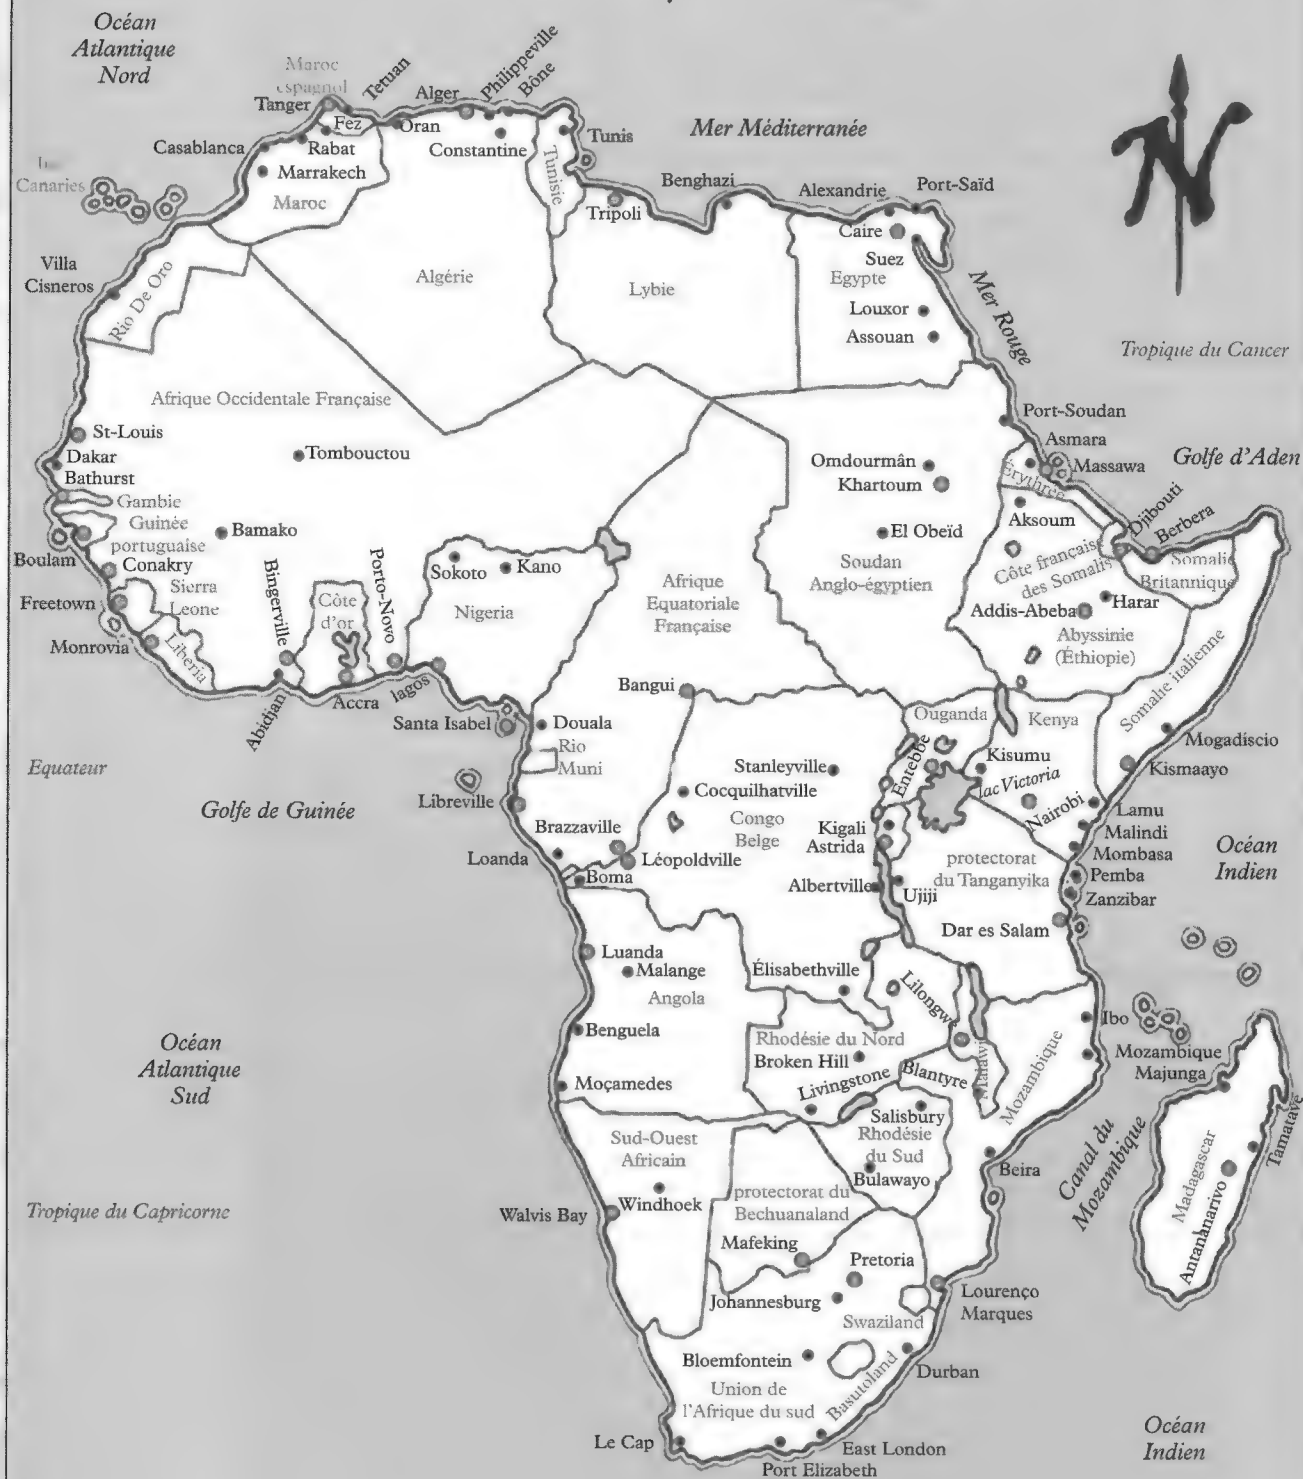 Océan
Atlantique
Nord
Maroc
espagnol
Tanger
Tetuan
Alger
Philippeville
Bône
Fez
Oran
Tunis
Mer Méditerranée
Casablanca
Rabat
Constantine
Marrakech
Tunisie
Canaries
Maroc
Tripoli
Benghazi
Alexandrie
Port-Saïd
Caire
Suez
Villa
Cisneros
Rio De Oro
Algérie
Lybie
Egypte
Mer Rouge
Louxor
Assouan
Tropique du Cancer
Afrique Occidentale Française
St-Louis
Dakar
Bathurst
Tombouctou
Port-Soudan
Asmara
Massawa
Golfe d'Aden
Omdourmân
Khartoum
Érythrée
Gambie
Guinée
portuguaise
Bamako
El Obeïd
Aksoum
Djibouti
Berbera
Boulam
Conakry
Sierra
Leone
Bingerville
Côte
d'or
Porto-Novo
Sokoto
Kano
Nigeria
Afrique
Equatoriale
Française
Soudan
Anglo-égyptien
Côte française
des Somalis
Somalie
Britannique
Freetown
Addis-Abeba
Harar
Monrovia
Liberia
Abyssinie
(Éthiopie)
Abidjan
Accra
lagos
Bangui
Somalie italienne
Santa Isabel
Douala
Ouganda
Kenya
Equateur
Rio
Muni
Stanleyville
Entebbe
Kisumu
lac Victoria
Mogadiscio
Kismaayo
Golfe de Guinée
Libreville
Cocquilhatville
Congo
Belge
Nairobi
Lamu
Malindi
Mombasa
Brazzaville
Kigali
Astrida
Loanda
Léopoldville
Boma
protectorat
du Tanganyika
Océan
Indien
Albertville
Ujiji
Pemba
Zanzibar
Dar es Salam
Luanda
Malange
Angola
Élisabethville
Lilongwe
Benguela
Rhodésie du Nord
Broken Hill
Ibo
Mozambique
Majunga
Océan
Atlantique
Sud
Moçamedes
Livingstone
Blantyre
Malawi
Mozambique
Salisbury
Rhodésie
du Sud
Bulawayo
Sud-Ouest
Africain
Windhoek
Beira
Canal du
Mozambique
Madagascar
Antananarivo
Tamatave
Tropique du Capricorne
Walvis Bay
protectorat du
Bechuanaland
Mafeking
Pretoria
Johannesburg
Lourenço
Marques
Swaziland
Bloemfontein
Durban
Basutoland
Union de
l'Afrique du sud
Le Cap
East London
Port Elizabeth
Océan
Indien
N